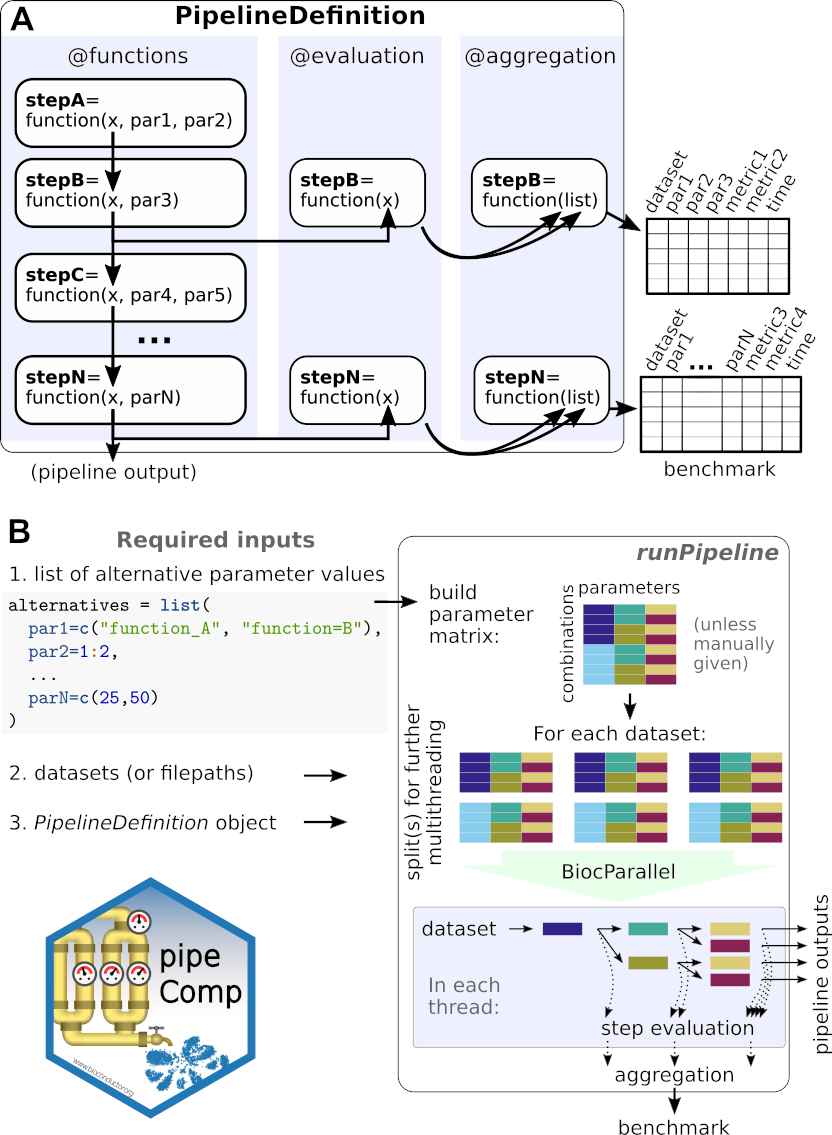 A
PipelineDefinition
@functions
@evaluation
@aggregation
stepA=
function(x, par1, par2)
stepB=
function(x, par3)
stepB=
function(x)
stepB=
function(list)
dataset
par1
par2
par3
metric1
metric2
time
stepC=
function(x, par4, par5)
...
stepN=
function(x, parN)
stepN=
function(x)
stepN=
function(list)
dataset
par1
...
parN
metric3
metric4
time
(pipeline output)
benchmark
B
Required inputs
1. list of alternative parameter values
alternatives = list(
par1=c("function_A", "function=B"),
par2=1:2,
...
parN=c(25,50)
)
2. datasets (or filepaths)
3. PipelineDefinition object
pipe
Comp
www.bioconductor.org
runPipeline
build
parameter
matrix:
parameters
combinations
(unless
manually
given)
For each dataset:
split(s) for further
multithreading
BiocParallel
dataset
In each
thread:
step evaluation
aggregation
benchmark
pipeline outputs